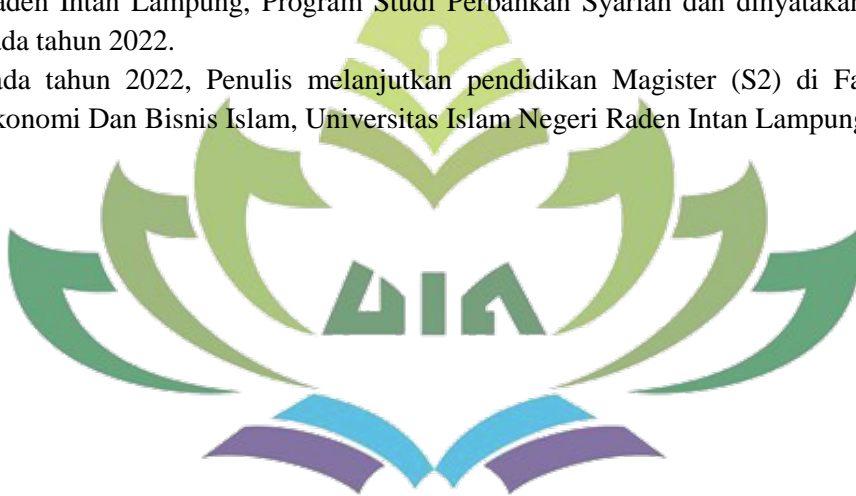 aden Intan Lampung, Program Studi Perbankan Syariah dan dinyatakan
ada tahun 2022.
ada tahun 2022, Penulis melanjutkan pendidikan Magister (S2) di Fa
konomi Dan Bisnis Islam, Universitas Islam Negeri Raden Intan Lampung
UIN